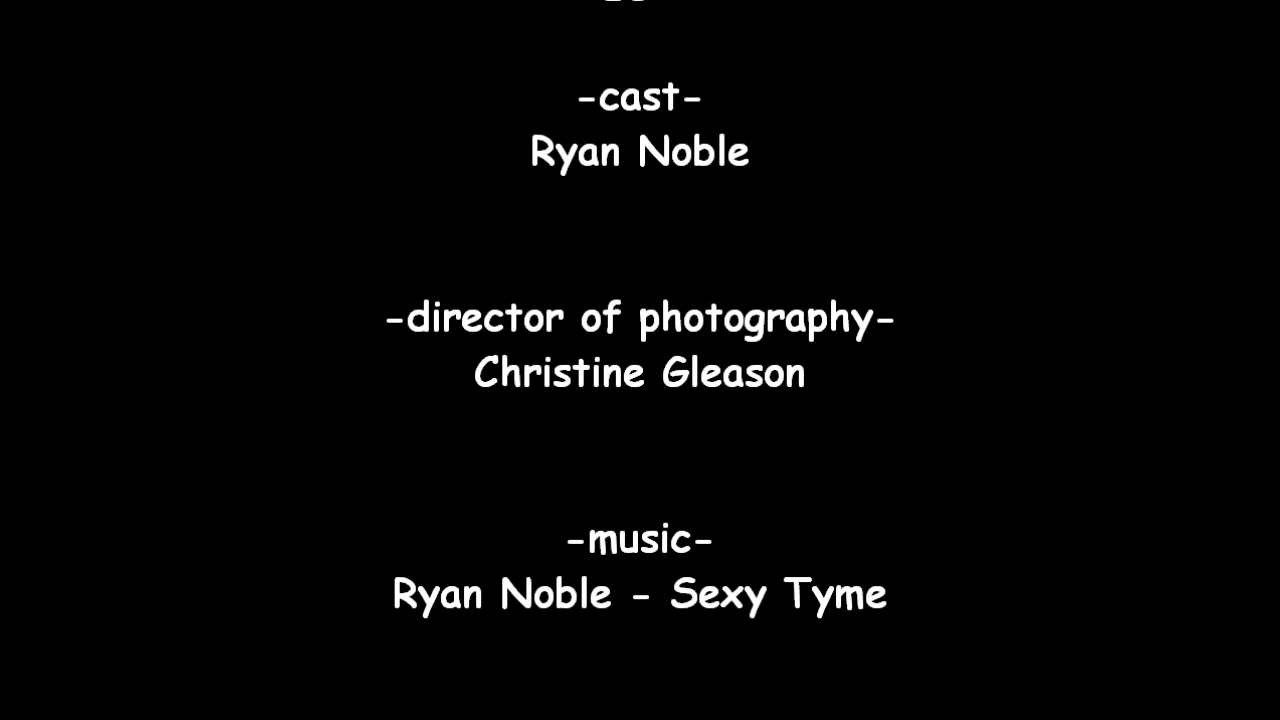 -cast-
Ryan Noble
-director of photography-
Christine Gleason
-music-
Ryan Noble - Sexy Tyme